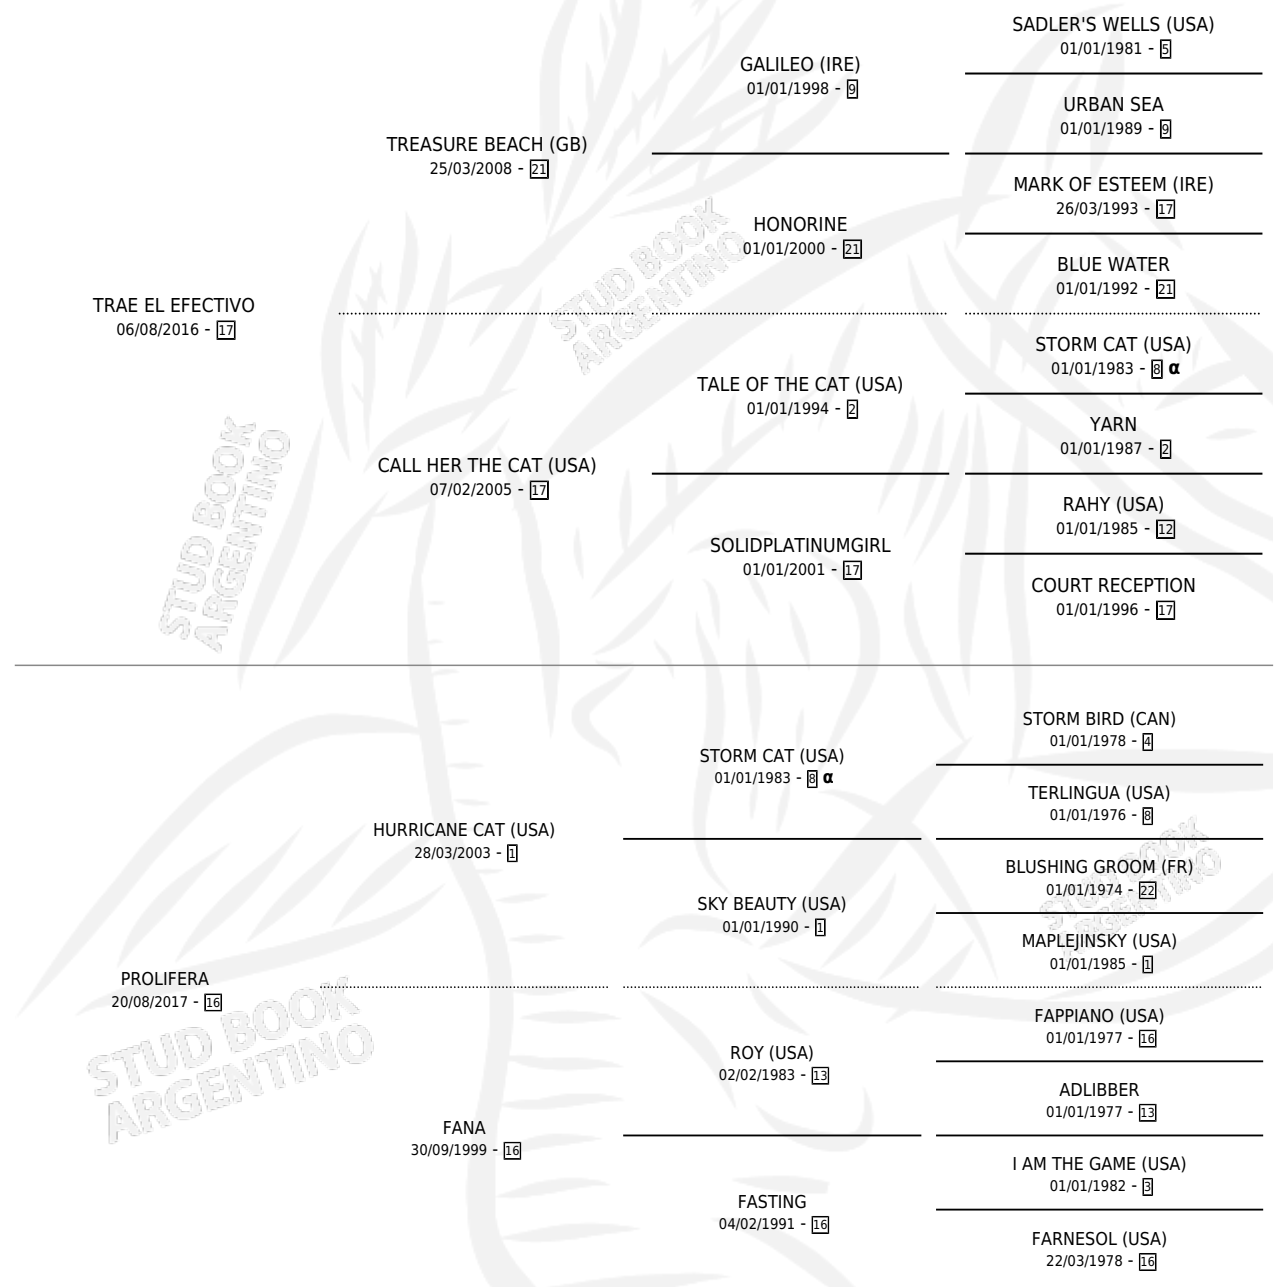 SADLER'S WELLS (USA)
01/01/1981 - 5
GALILEO (IRE)
01/01/1998 - 9
URBAN SEA
01/01/1989 - 9
TREASURE BEACH (GB)
25/03/2008 - 21
MARK OF ESTEEM (IRE)
26/03/1993 - 17
HONORINE
01/01/2000 - 21
BLUE WATER
01/01/1992 - 21
TRAE EL EFECTIVO
06/08/2016 - 17
STORM CAT (USA)
01/01/1983 - 8 α
TALE OF THE CAT (USA)
01/01/1994 - 2
YARN
01/01/1987 - 2
CALL HER THE CAT (USA)
07/02/2005 - 17
RAHY (USA)
01/01/1985 - 12
SOLIDPLATINUMGIRL
01/01/2001 - 17
COURT RECEPTION
01/01/1996 - 17
STUD BOOK
ARGENTINO
STUD BOOK
ARGENTINO
STORM BIRD (CAN)
01/01/1978 - 4
STORM CAT (USA)
01/01/1983 - 8 α
TERLINGUA (USA)
01/01/1976 - 8
HURRICANE CAT (USA)
28/03/2003 - 1
BLUSHING GROOM (FR)
01/01/1974 - 22
SKY BEAUTY (USA)
01/01/1990 - 1
MAPLEJINSKY (USA)
01/01/1985 - 1
PROLIFERA
20/08/2017 - 16
FAPPIANO (USA)
01/01/1977 - 16
ROY (USA)
02/02/1983 - 13
ADLIBBER
01/01/1977 - 13
FANA
30/09/1999 - 16
I AM THE GAME (USA)
01/01/1982 - 3
FASTING
04/02/1991 - 16
FARNESOL (USA)
22/03/1978 - 16
STUD BOOK
ARGENTINO
STUD BOOK
ARGENTINO